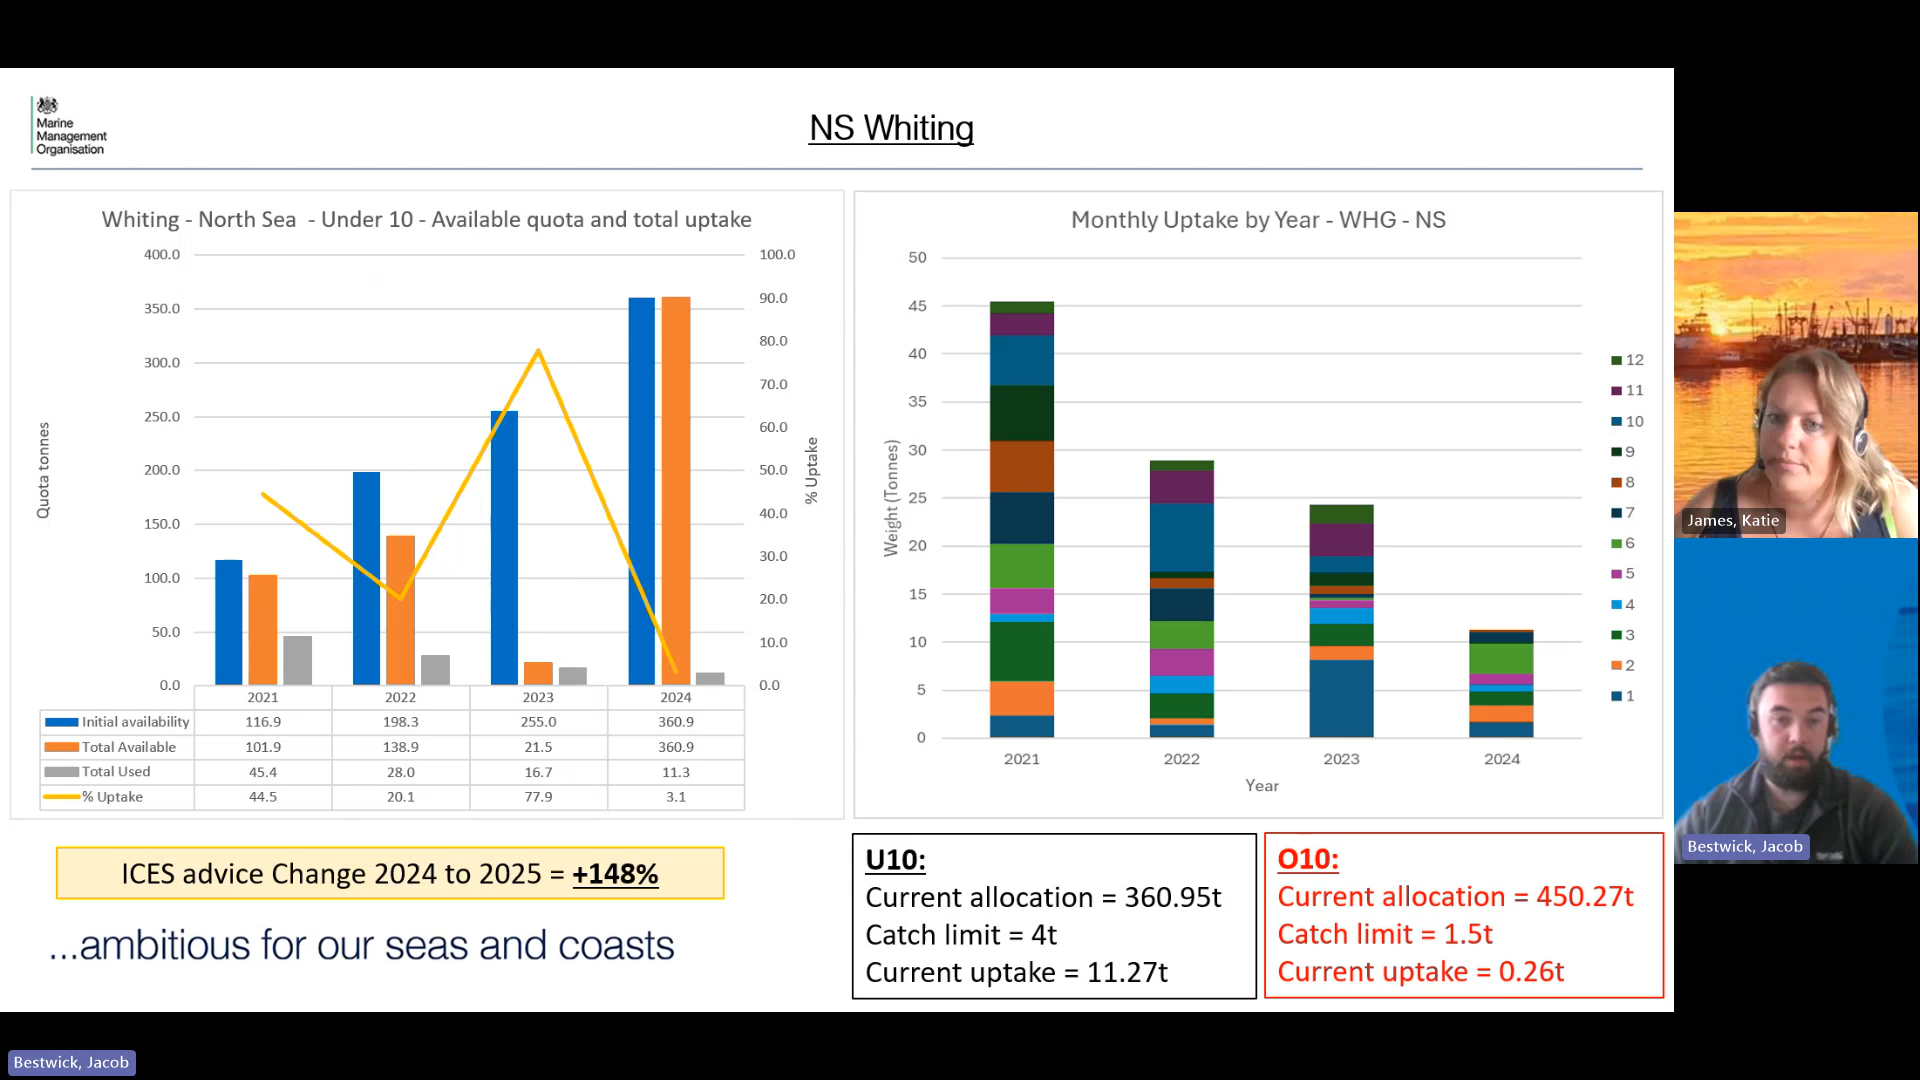 Marine
Management
Organisation
NS Whiting
Whiting - North Sea - Under 10 - Available quota and total uptake
400.0
350.0
300.0
250.0
200.0
150.0
100.0
50.0
0.0
Quota tonnes
100.0
90.0
80.0
70.0
60.0
50.0
40.0
30.0
20.0
10.0
0.0
% Uptake
2021 2022 2023 2024
Initial availability 116.9 198.3 255.0 360.9
Total Available 101.9 138.9 21.5 360.9
Total Used 45.4 28.0 16.7 11.3
% Uptake 44.5 20.1 77.9 3.1
Monthly Uptake by Year - WHG - NS
50
45
40
35
30
25
20
15
10
5
0
Weight (Tonnes)
2021 2022 2023 2024
Year
12
11
10
9
8
7
6
5
4
3
2
1
ICES advice Change 2024 to 2025 = +148%
...ambitious for our seas and coasts
U10:
Current allocation = 360.95t
Catch limit = 4t
Current uptake = 11.27t
O10:
Current allocation = 450.27t
Catch limit = 1.5t
Current uptake = 0.26t
James, Katie
Bestwick, Jacob
Bestwick, Jacob